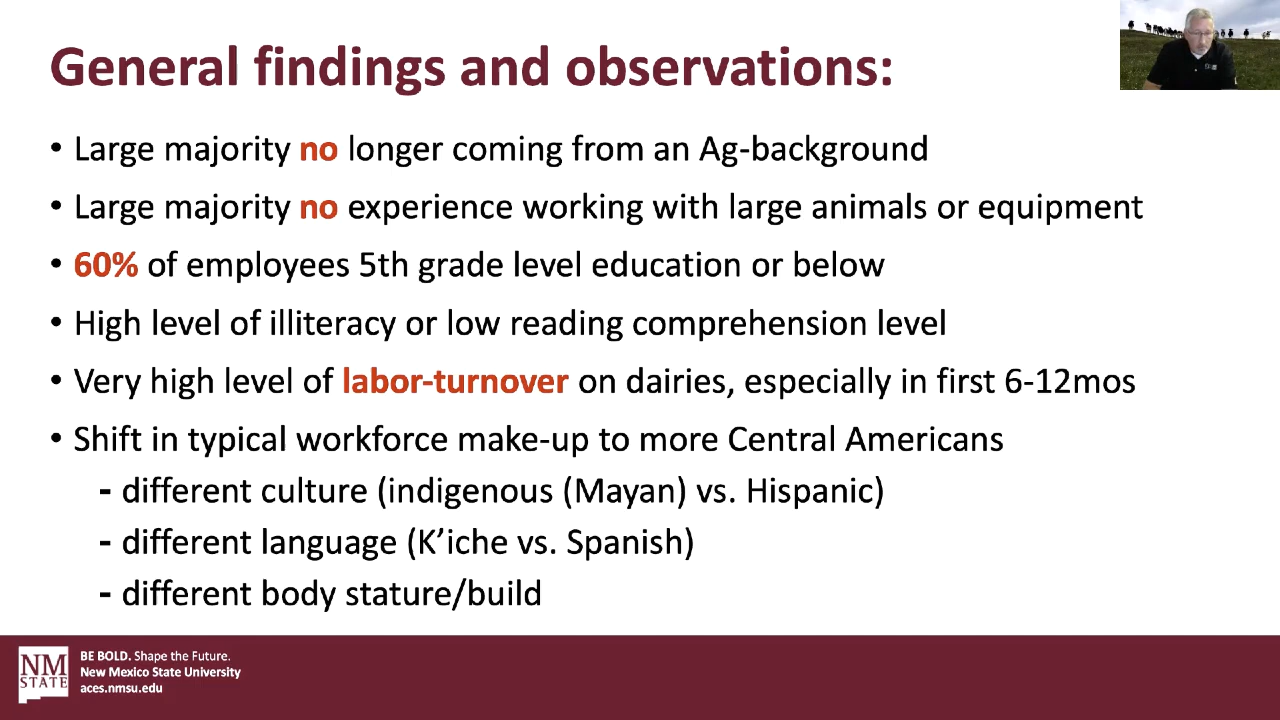 General findings and observations:
• Large majority no longer coming from an Ag-background
• Large majority no experience working with large animals or equipment
• 60% of employees 5th grade level education or below
• High level of illiteracy or low reading comprehension level
• Very high level of labor-turnover on dairies, especially in first 6-12mos
• Shift in typical workforce make-up to more Central Americans
- different culture (indigenous (Mayan) vs. Hispanic)
- different language (K’iche vs. Spanish)
- different body stature/build
NM
STATE
BE BOLD. Shape the Future.
New Mexico State University
aces.nmsu.edu